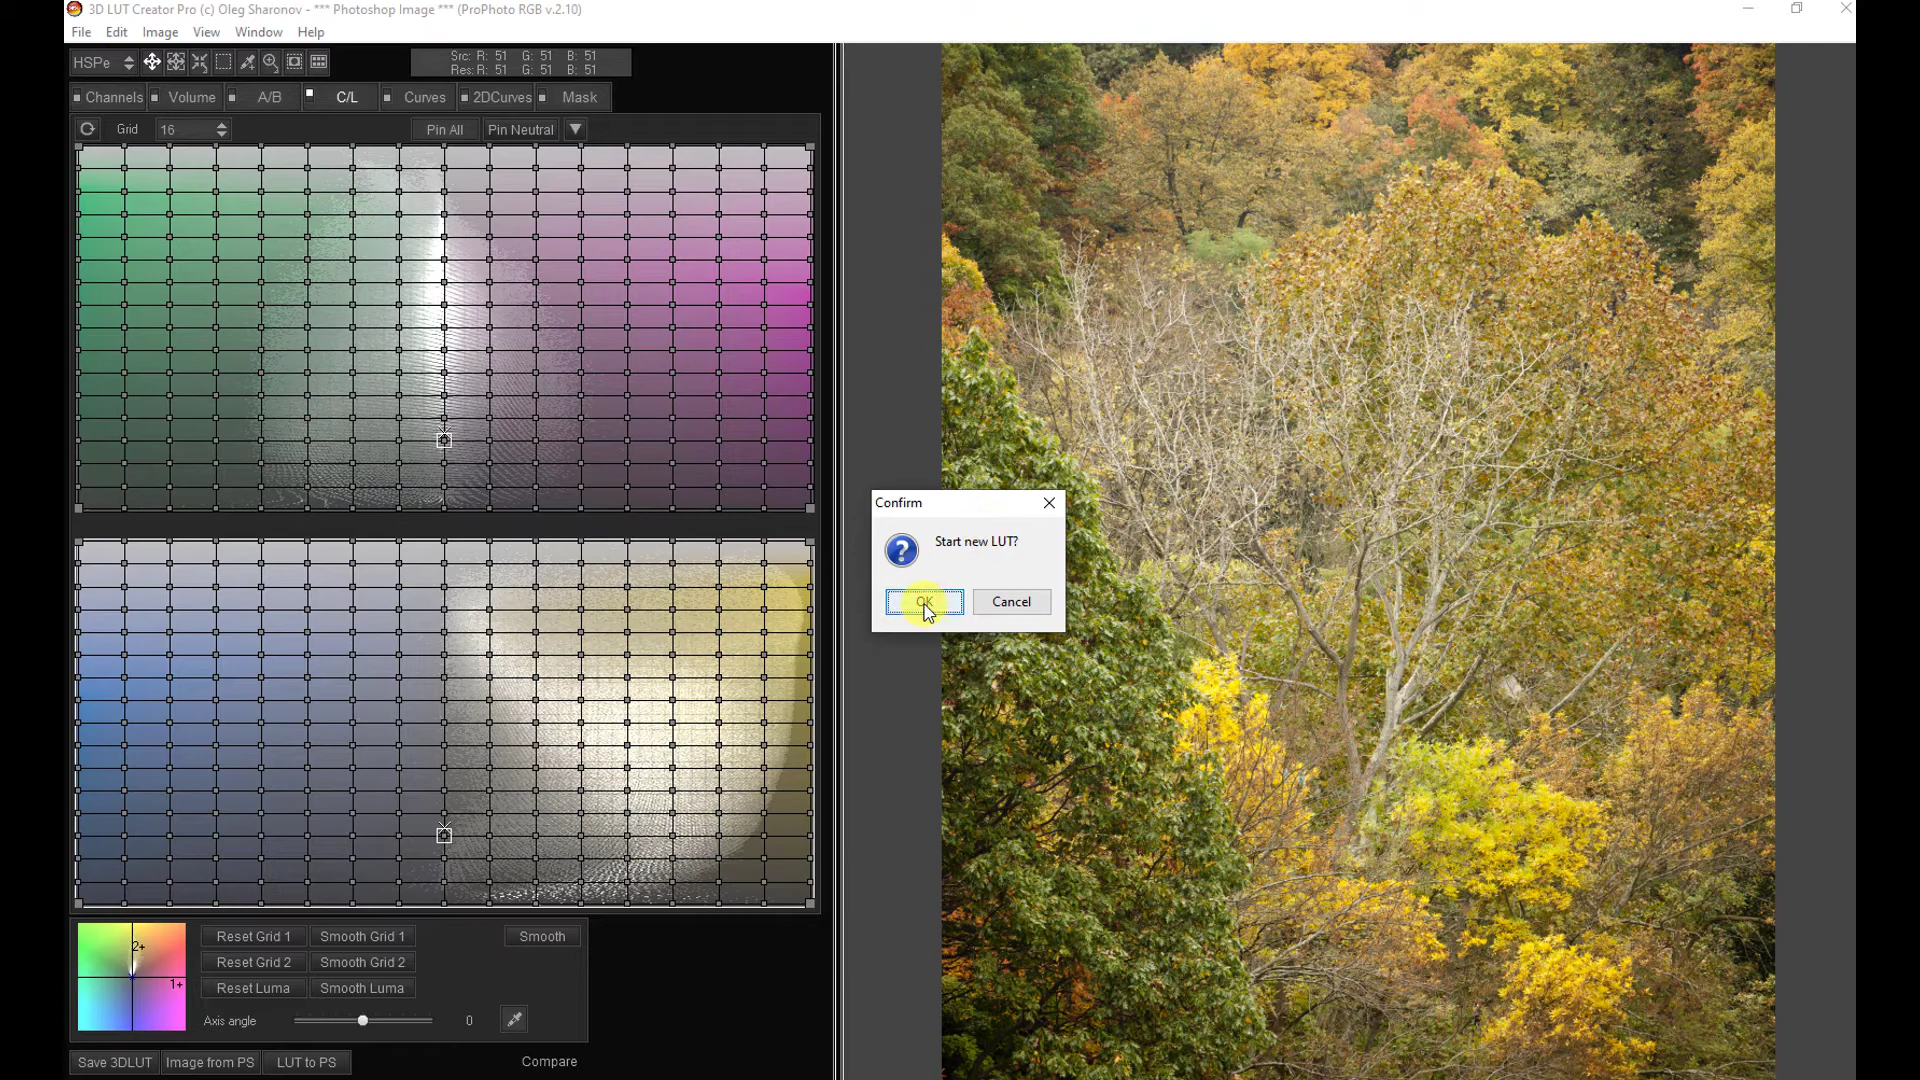 3D LUT Creator Pro (c) Oleg Sharonov - *** Photoshop Image *** (ProPhoto RGB v.2.10)
File Edit Image View Window Help
HSPe
Src: R: 51 G: 51 B: 51
Res: R: 51 G: 51 B: 51
Channels Volume A/B C/L Curves 2DCurves Mask
Grid 16 Pin All Pin Neutral
Confirm
Start new LUT?
OK Cancel
2+
1+
Reset Grid 1 Smooth Grid 1 Smooth
Reset Grid 2 Smooth Grid 2
Reset Luma Smooth Luma
Axis angle 0
Save 3DLUT Image from PS LUT to PS Compare